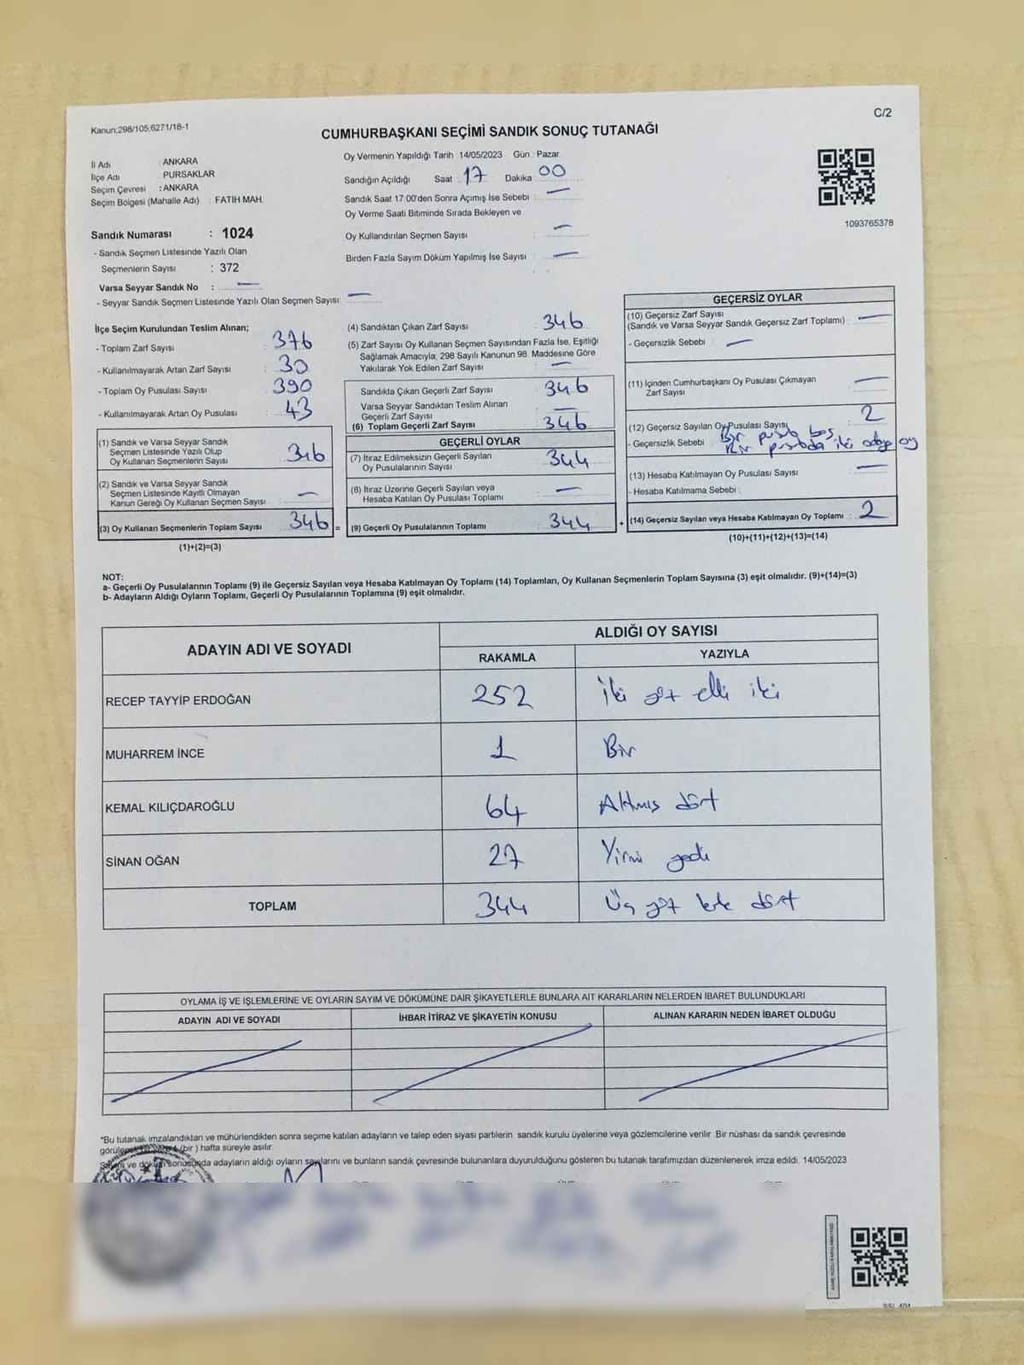 Kanun:298/105;6271/18-1
C/2
CUMHURBAŞKANI SEÇİMİ SANDIK SONUÇ TUTANAĞI
İl Adı : ANKARA
İlçe Adı : PURSAKLAR
Seçim Çevresi : ANKARA
Seçim Bölgesi (Mahalle Adı) : FATİH MAH.
Sandık Numarası : 1024
- Sandık Seçmen Listesinde Yazılı Olan
Seçmenlerin Sayısı : 372
Varsa Seyyar Sandık No : —
- Seyyar Sandık Seçmen Listesinde Yazılı Olan Seçmen Sayısı —
Oy Vermenin Yapıldığı Tarih 14/05/2023 Gün : Pazar
Sandığın Açıldığı Saat : 17 Dakika 00
Sandık Saat 17:00'den Sonra Açımış İse Sebebi : —
Oy Verme Saati Bitiminde Sırada Bekleyen ve
Oy Kullandırılan Seçmen Sayısı : —
Birden Fazla Sayım Döküm Yapılmış İse Sayısı : —
1093765378
İlçe Seçim Kurulundan Teslim Alınan;
- Toplam Zarf Sayısı 376
- Kullanılmayarak Artan Zarf Sayısı 30
- Toplam Oy Pusulası Sayısı 390
- Kullanılmayarak Artan Oy Pusulası 43
(1) Sandık ve Varsa Seyyar Sandık
Seçmen Listesinde Yazılı Olup
Oy Kullanan Seçmenlerin Sayısı 346
(2) Sandık ve Varsa Seyyar Sandık
Seçmen Listesinde Kayıtlı Olmayan
Kanun Gereği Oy Kullanan Seçmen Sayısı —
(3) Oy Kullanan Seçmenlerin Toplam Sayısı 346 =
(1)+(2)=(3)
(4) Sandıktan Çıkan Zarf Sayısı 346
(5) Zarf Sayısı Oy Kullanan Seçmen Sayısından Fazla İse, Eşitliği
Sağlamak Amacıyla, 298 Sayılı Kanunun 98. Maddesine Göre
Yakılarak Yok Edilen Zarf Sayısı —
Sandıkta Çıkan Geçerli Zarf Sayısı 346
Varsa Seyyar Sandıktan Teslim Alınan
Geçerli Zarf Sayısı —
(6) Toplam Geçerli Zarf Sayısı 346
GEÇERLİ OYLAR
(7) İtiraz Edilmeksizin Geçerli Sayılan
Oy Pusulalarının Sayısı 344
(8) İtiraz Üzerine Geçerli Sayılan veya
Hesaba Katılan Oy Pusulası Toplamı —
(9) Geçerli Oy Pusulalarının Toplamı 344 +
GEÇERSİZ OYLAR
(10) Geçersiz Zarf Sayısı
(Sandık ve Varsa Seyyar Sandık Geçersiz Zarf Toplamı) : —
- Geçersizlik Sebebi : —
(11) İçinden Cumhurbaşkanı Oy Pusulası Çıkmayan
Zarf Sayısı —
(12) Geçersiz Sayılan Oy Pusulası Sayısı 2
- Geçersizlik Sebebi Bir pusula boş
Bir pusulada iki adaya oy
(13) Hesaba Katılmayan Oy Pusulası Sayısı —
- Hesaba Katılmama Sebebi :
(14) Geçersiz Sayılan veya Hesaba Katılmayan Oy Toplamı : 2
(10)+(11)+(12)+(13)=(14)
NOT:
a- Geçerli Oy Pusulalarının Toplamı (9) ile Geçersiz Sayılan veya Hesaba Katılmayan Oy Toplamı (14) Toplamları, Oy Kullanan Seçmenlerin Toplam Sayısına (3) eşit olmalıdır. (9)+(14)=(3)
b- Adayların Aldığı Oyların Toplamı, Geçerli Oy Pusulalarının Toplamına (9) eşit olmalıdır.
ADAYIN ADI VE SOYADI ALDIĞI OY SAYISI
RAKAMLA YAZIYLA
RECEP TAYYİP ERDOĞAN 252 İki yüz elli iki
MUHARREM İNCE 1 Bir
KEMAL KILIÇDAROĞLU 64 Altmış dört
SİNAN OĞAN 27 Yirmi yedi
TOPLAM 344 Üç yüz kırk dört
OYLAMA İŞ VE İŞLEMLERİNE VE OYLARIN SAYIM VE DÖKÜMÜNE DAİR ŞİKAYETLERLE BUNLARA AİT KARARLARIN NELERDEN İBARET BULUNDUKLARI
ADAYIN ADI VE SOYADI İHBAR İTİRAZ VE ŞİKAYETİN KONUSU ALINAN KARARIN NEDEN İBARET OLDUĞU
*Bu tutanak imzalandıktan ve mühürlendikten sonra seçime katılan adayların ve talep eden siyasi partilerin sandık kurulu üyelerine veya gözlemcilerine verilir. Bir nüshası da sandık çevresinde
(bir) hafta süreyle asılır.
Sayım ve döküm sonusunda adayların aldığı oyların sayılarını ve bunların sandık çevresinde bulunanlara duyurulduğunu gösteren bu tutanak tarafımızdan düzenlenerek imza edildi. 14/05/2023